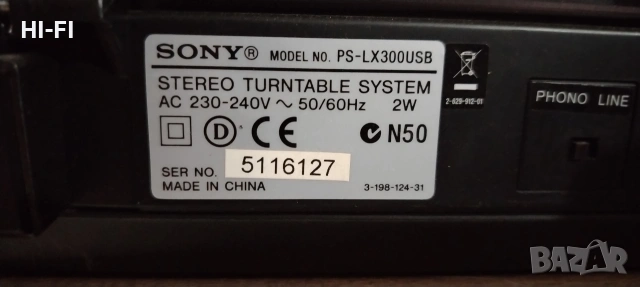 HI-FI
SONY® MODEL NO. PS-LX300USB
STEREO TURNTABLE SYSTEM
AC 230-240V ~ 50/60Hz 2W
D CE N50
SER NO. 5116127
MADE IN CHINA 3-198-124-31
2-629-912-01
PHONO LINE
BAZAR